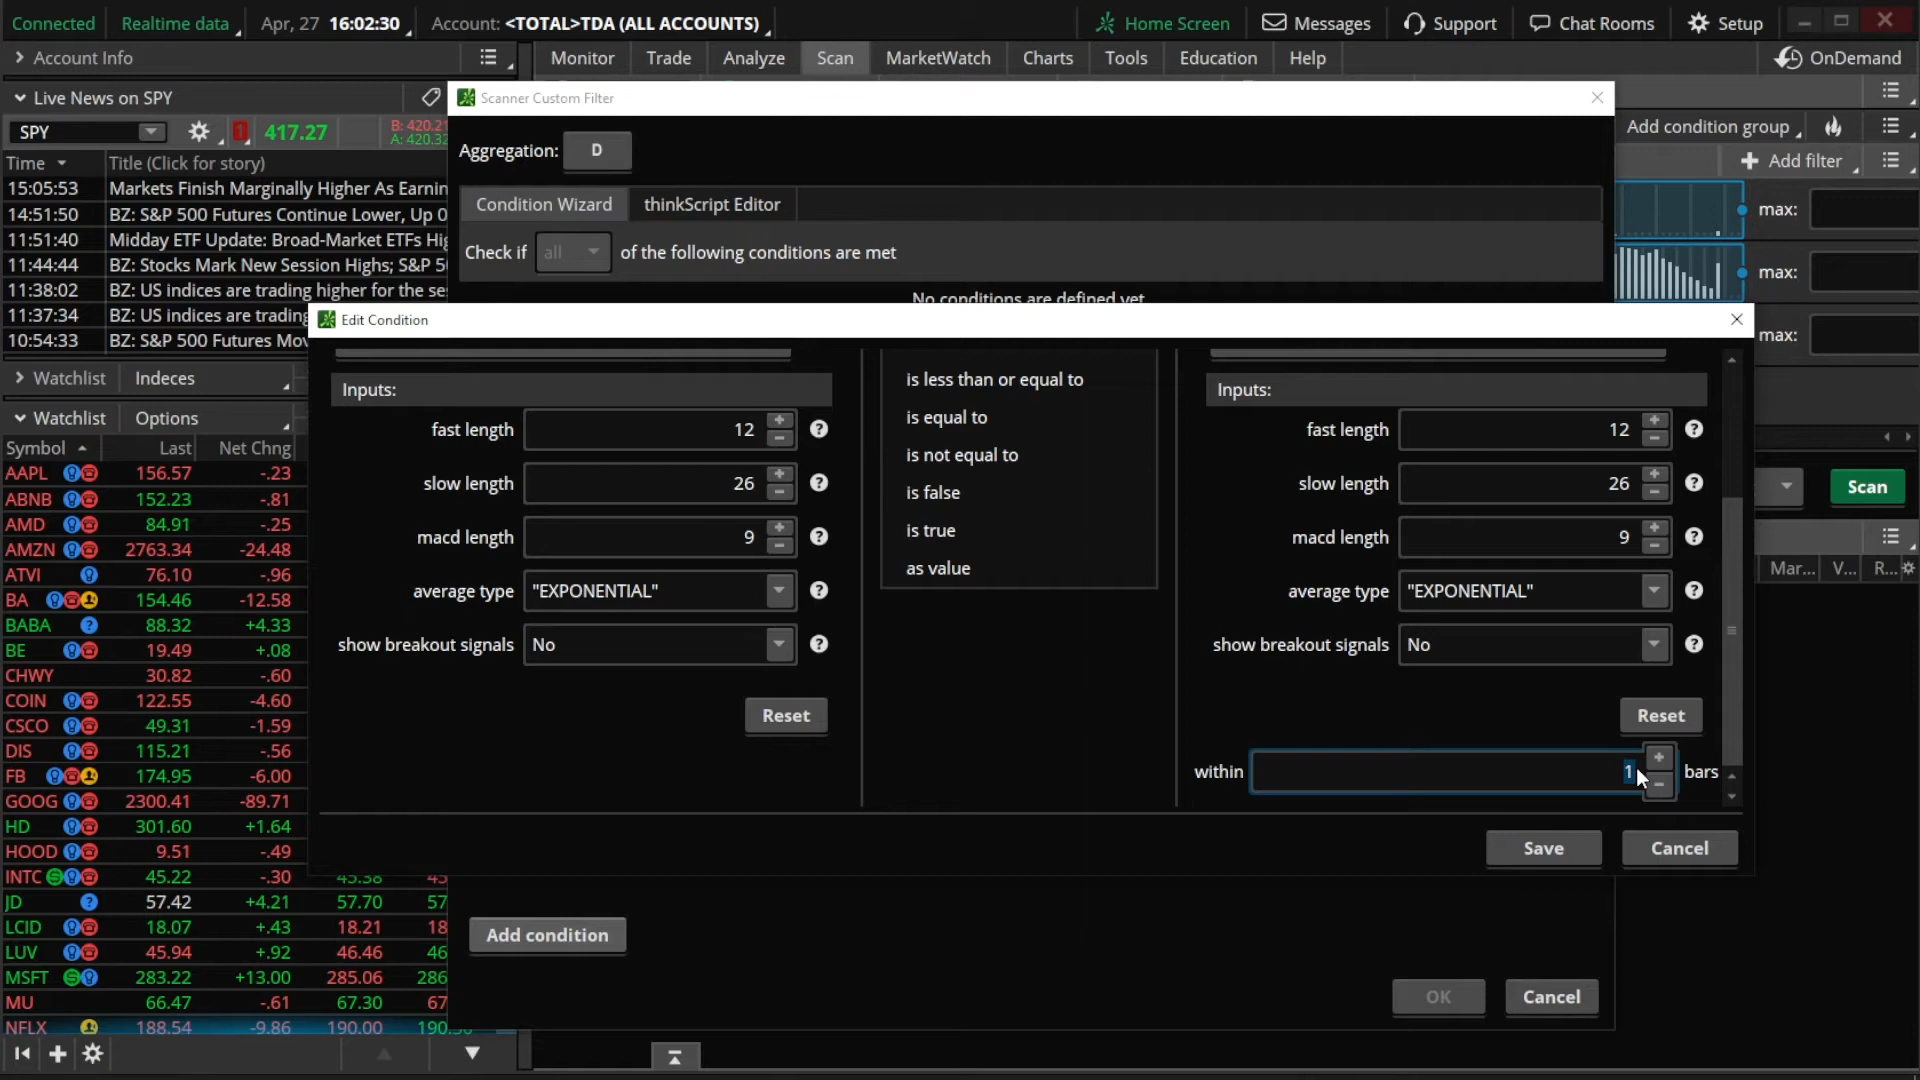 Connected Realtime data Apr, 27 16:02:30 Account: <TOTAL>TDA (ALL ACCOUNTS) Home Screen Messages Support Chat Rooms Setup
Account Info Monitor Trade Analyze Scan MarketWatch Charts Tools Education Help OnDemand
Live News on SPY Scanner Custom Filter
SPY 1 417.27 B: 420.21 Add condition group
A: 420.32
Aggregation: D
Time Title (Click for story) + Add filter
15:05:53 Markets Finish Marginally Higher As Earnin
14:51:50 BZ: S&P 500 Futures Continue Lower, Up 0
11:51:40 Midday ETF Update: Broad-Market ETFs Hig
11:44:44 BZ: Stocks Mark New Session Highs; S&P 5
11:38:02 BZ: US indices are trading higher for the se
11:37:34 BZ: US indices are trading
10:54:33 BZ: S&P 500 Futures Mov
Condition Wizard thinkScript Editor
Check if all of the following conditions are met
No conditions are defined yet
max:
max:
max:
Edit Condition
Watchlist Indeces
Watchlist Options
Symbol Last Net Chng
AAPL 156.57 -.23
ABNB 152.23 -.81
AMD 84.91 -.25
AMZN 2763.34 -24.48
ATVI 76.10 -.96
BA 154.46 -12.58
BABA 88.32 +4.33
BE 19.49 +.08
CHWY 30.82 -.60
COIN 122.55 -4.60
CSCO 49.31 -1.59
DIS 115.21 -.56
FB 174.95 -6.00
GOOG 2300.41 -89.71
HD 301.60 +1.64
HOOD 9.51 -.49
INTC 45.22 -.30 45.38 45
JD 57.42 +4.21 57.70 57
LCID 18.07 +.43 18.21 18
LUV 45.94 +.92 46.46 46
MSFT 283.22 +13.00 285.06 286
MU 66.47 -.61 67.30 67
NFLX 188.54 -9.86 190.00
Inputs:
fast length 12
slow length 26
macd length 9
average type "EXPONENTIAL"
show breakout signals No
Reset
is less than or equal to
is equal to
is not equal to
is false
is true
as value
Inputs:
fast length 12
slow length 26
macd length 9
average type "EXPONENTIAL"
show breakout signals No
Reset
within 1 bars
Save Cancel
Scan
Mar... V... R...
Add condition
OK Cancel